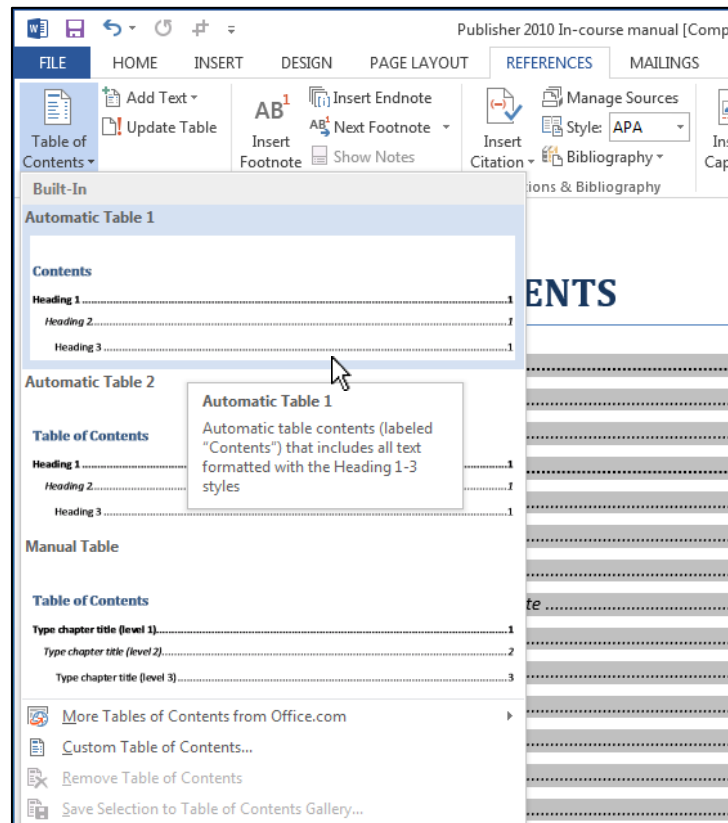 Publisher 2010 In-course manual [Comp
FILE HOME INSERT DESIGN PAGE LAYOUT REFERENCES MAILINGS
Table of
Contents
Add Text
Update Table
AB1
Insert
Footnote
Insert Endnote
Next Footnote
Show Notes
Insert
Citation
Manage Sources
Style: APA
Bibliography
ions & Bibliography
Ins
Cap
Built-In
Automatic Table 1
Contents
Heading 1 ... 1
Heading 2 ... 1
Heading 3 ... 1
Automatic Table 2
Table of Contents
Heading 1 ... 1
Heading 2 ... 1
Heading 3 ... 1
Automatic Table 1
Automatic table contents (labeled
“Contents”) that includes all text
formatted with the Heading 1-3
styles
Manual Table
Table of Contents
Type chapter title (level 1) ... 1
Type chapter title (level 2) ... 2
Type chapter title (level 3) ... 3
More Tables of Contents from Office.com
Custom Table of Contents...
Remove Table of Contents
Save Selection to Table of Contents Gallery...
ENTS
te